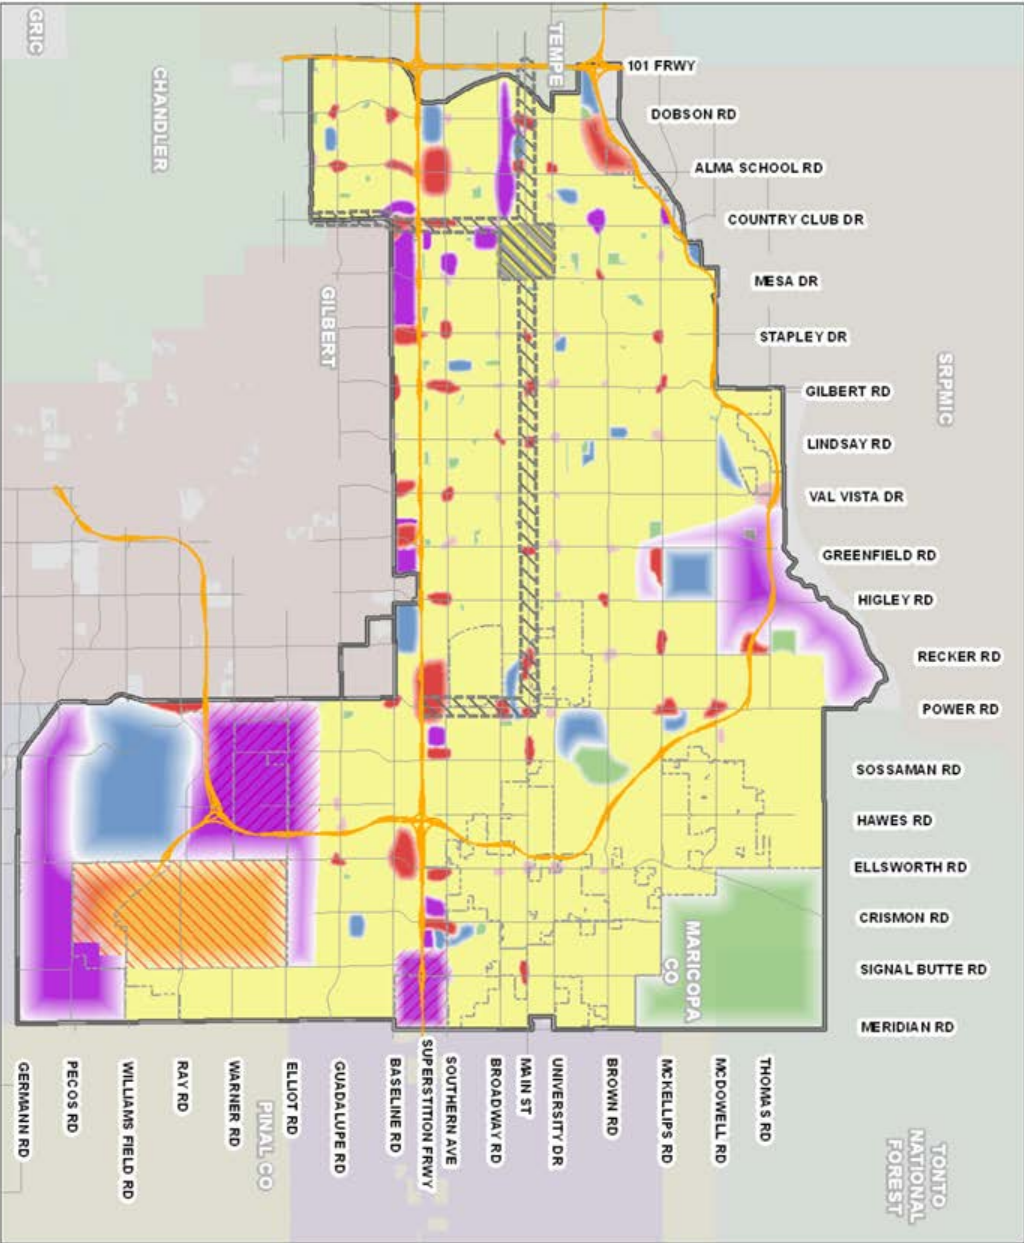 GRIC
CHANDLER
TEMPE
101 FRWY
DOBSON RD
ALMA SCHOOL RD
COUNTRY CLUB DR
MESA DR
STAPLEY DR
GILBERT RD
LINDSAY RD
VAL VISTA DR
GREENFIELD RD
HIGLEY RD
RECKER RD
POWER RD
SOSSAMAN RD
HAWES RD
ELLSWORTH RD
CRISMON RD
SIGNAL BUTTE RD
MERIDIAN RD
GILBERT
SRPMIC
MARICOPA
CO
GERMANN RD
PECOS RD
WILLIAMS FIELD RD
RAY RD
WARNER RD
ELLIOT RD
GUADALUPE RD
BASELINE RD
SUPERSTITION FRWY
SOUTHERN AVE
BROADWAY RD
MAIN ST
UNIVERSITY DR
BROWN RD
MCKELLIPS RD
MCDOWELL RD
THOMAS RD
PINAL CO
TONTO
NATIONAL
FOREST